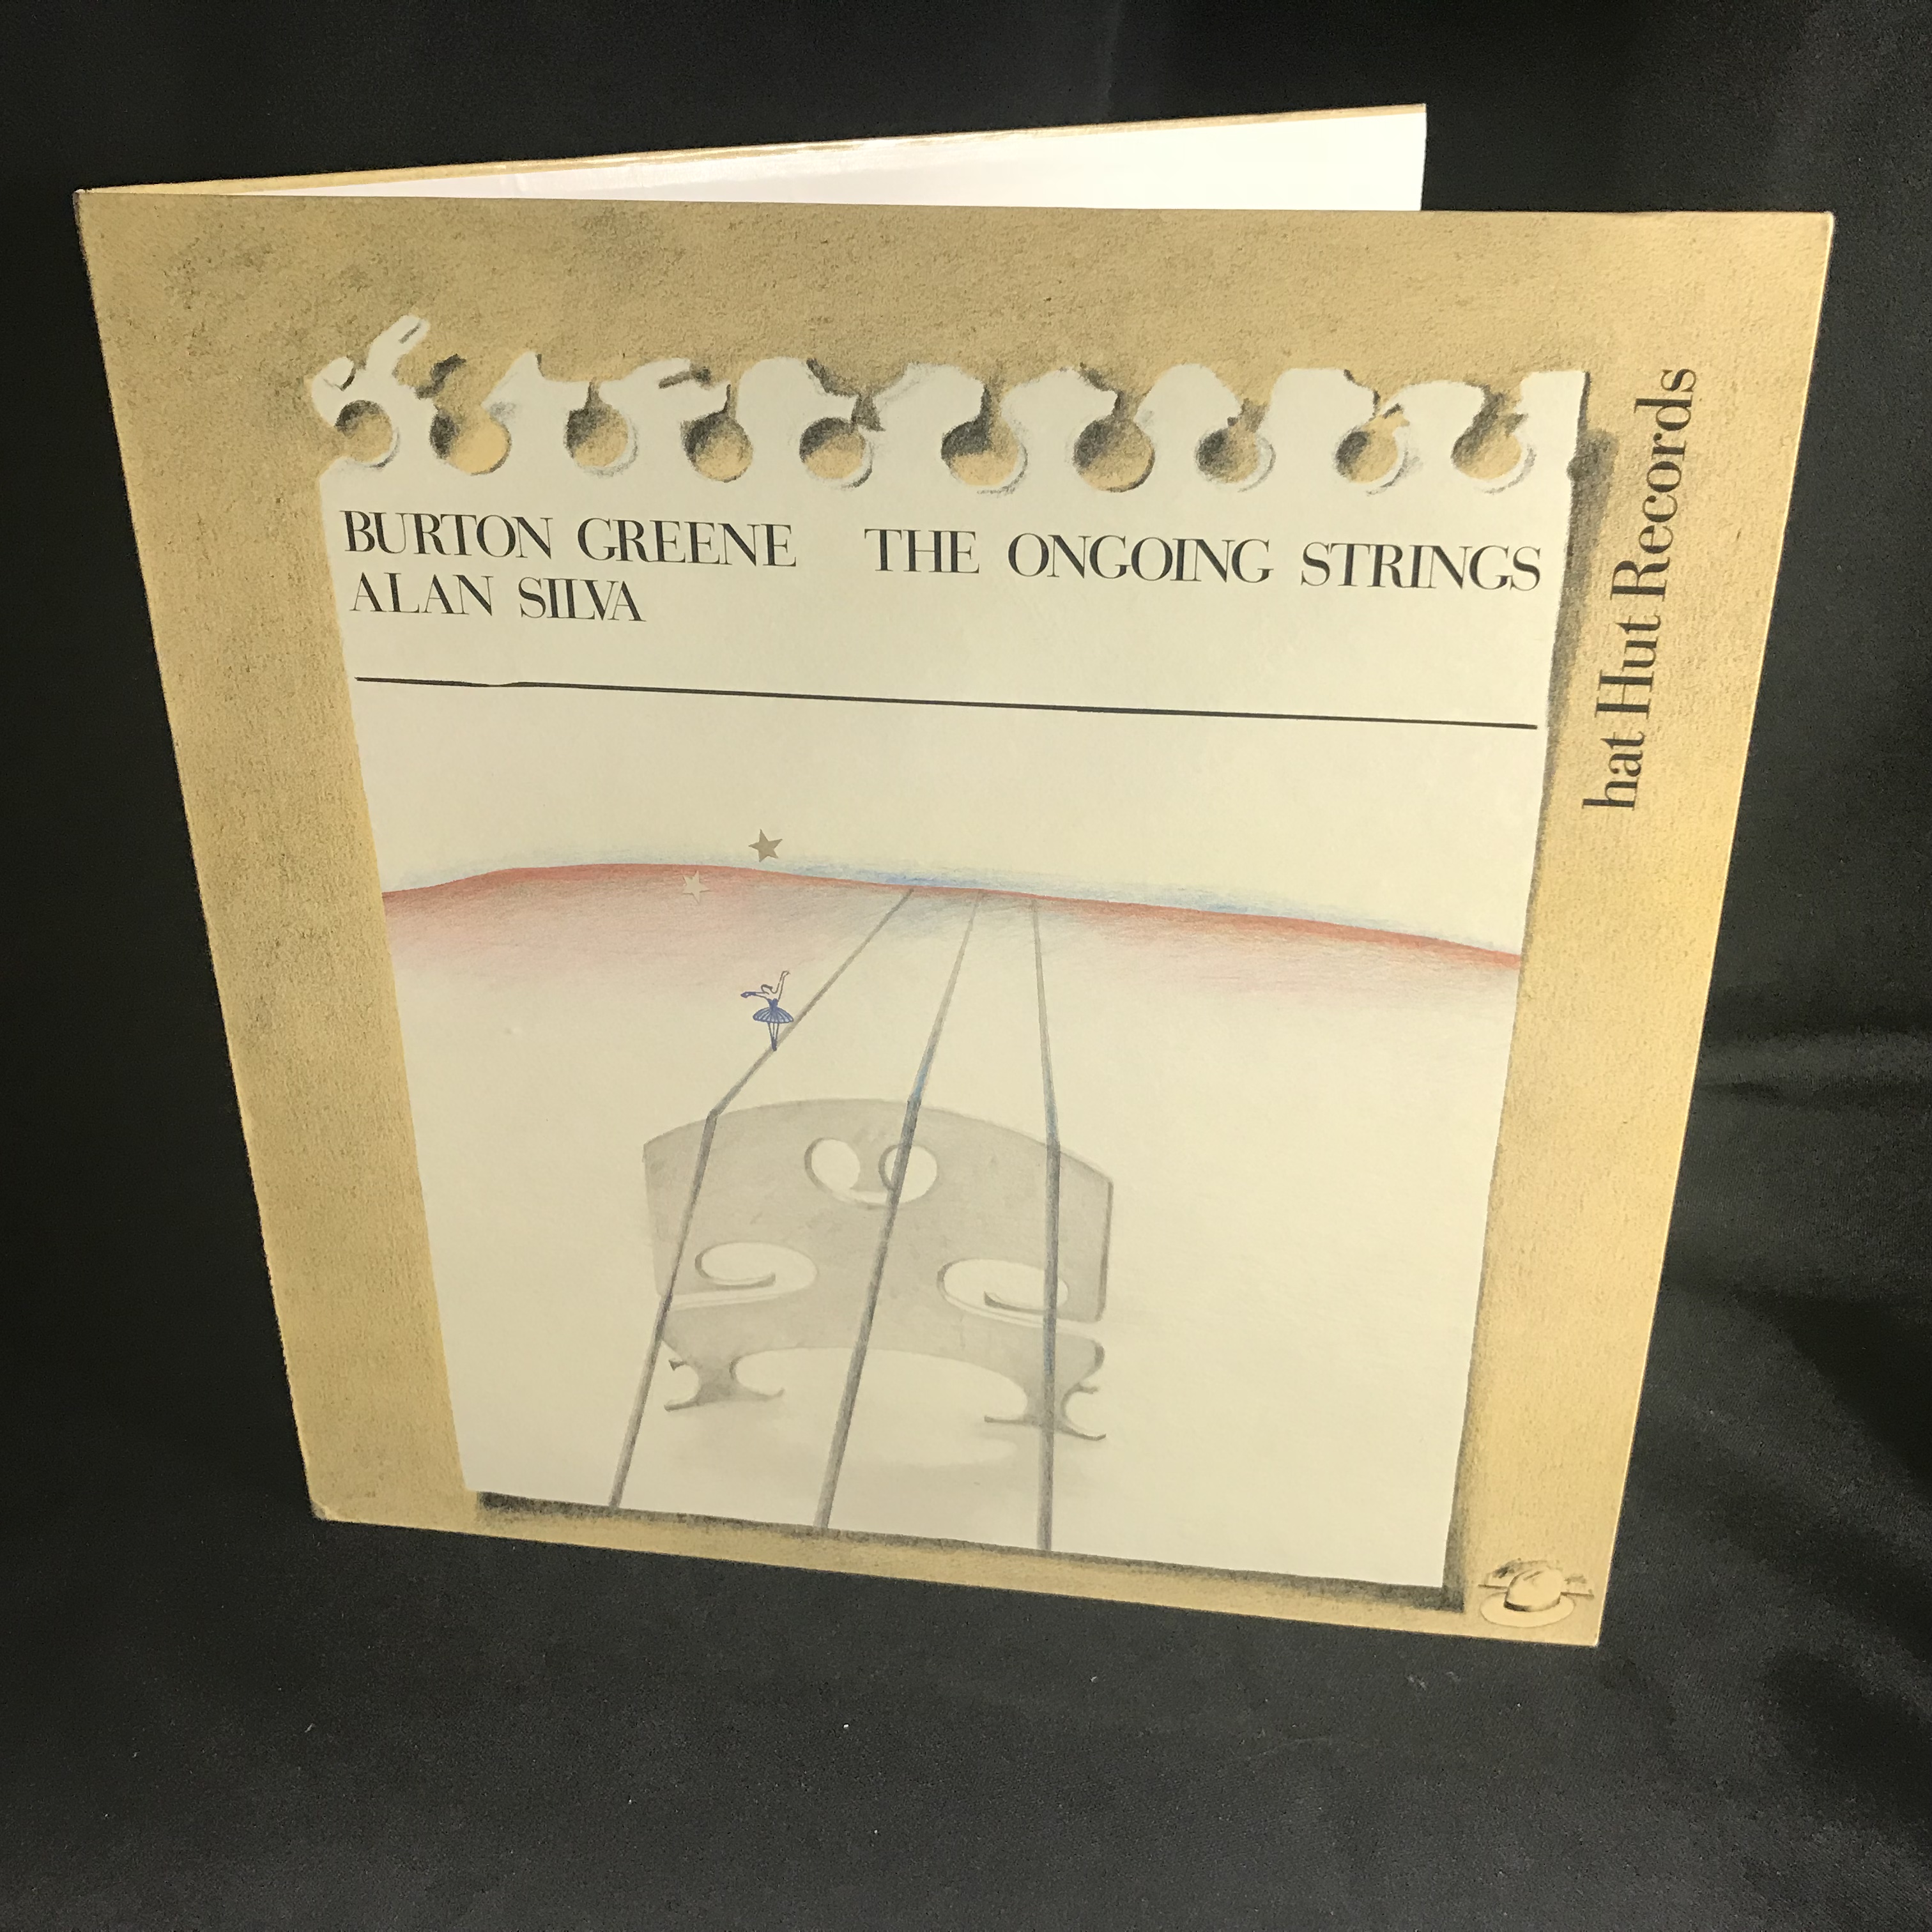 BURTON GREENE THE ONGOING STRINGS
ALAN SILVA
hat Hut Records